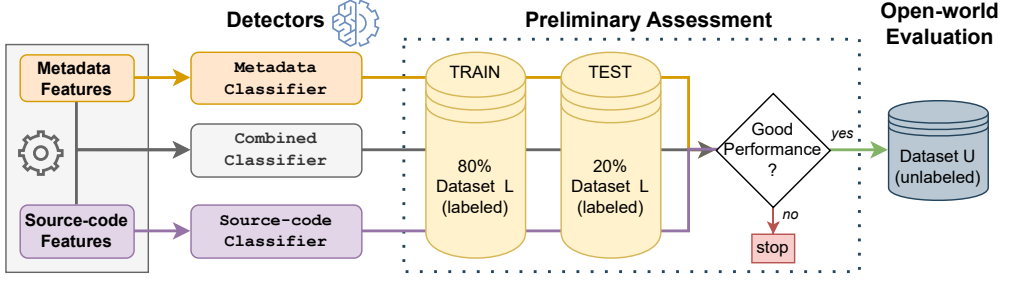 Detectors
Preliminary Assessment
Open-world
Evaluation
Metadata
Features
Metadata
Classifier
Combined
Classifier
Source-code
Features
Source-code
Classifier
TRAIN
80%
Dataset L
(labeled)
TEST
20%
Dataset L
(labeled)
Good
Performance
?
yes
no
stop
Dataset U
(unlabeled)